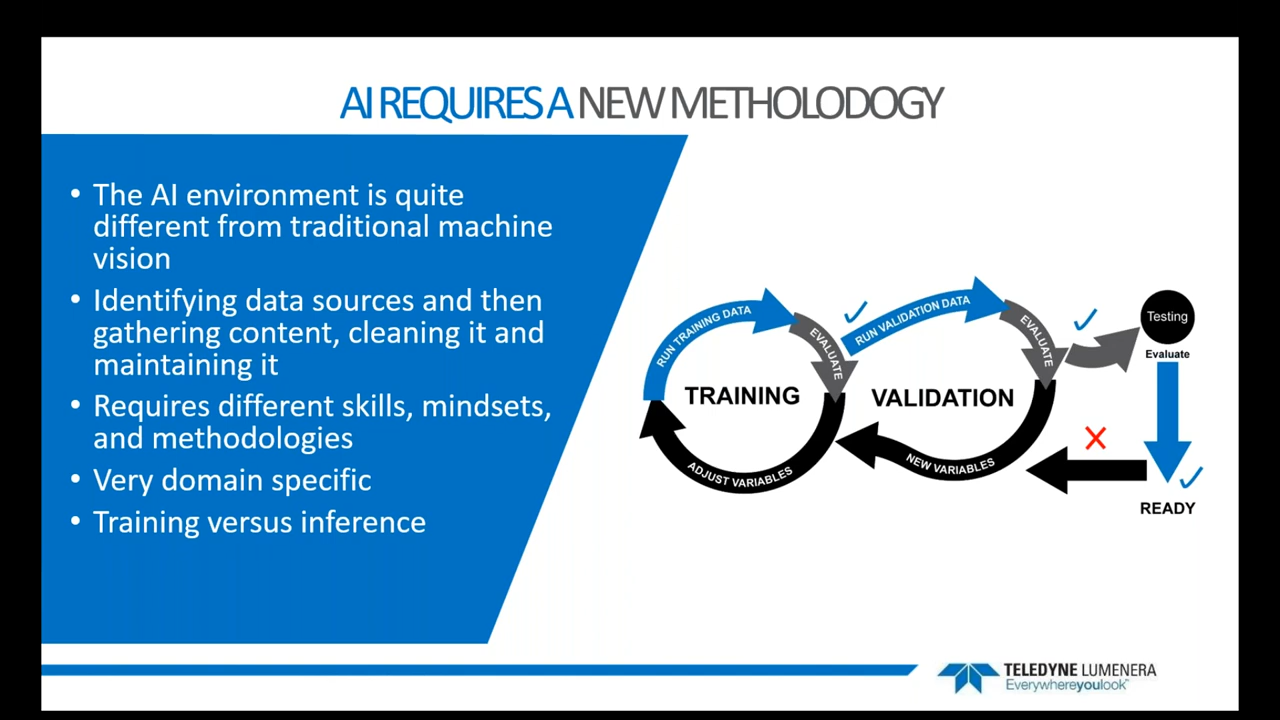 AI REQUIRES A NEW METHOLODOGY
• The AI environment is quite
different from traditional machine
vision
• Identifying data sources and then
gathering content, cleaning it and
maintaining it
• Requires different skills, mindsets,
and methodologies
• Very domain specific
• Training versus inference
RUN TRAINING DATA
EVALUATE
TRAINING
ADJUST VARIABLES
RUN VALIDATION DATA
EVALUATE
VALIDATION
NEW VARIABLES
Testing
Evaluate
READY
TELEDYNE LUMENERA
Everywhereyoulook™